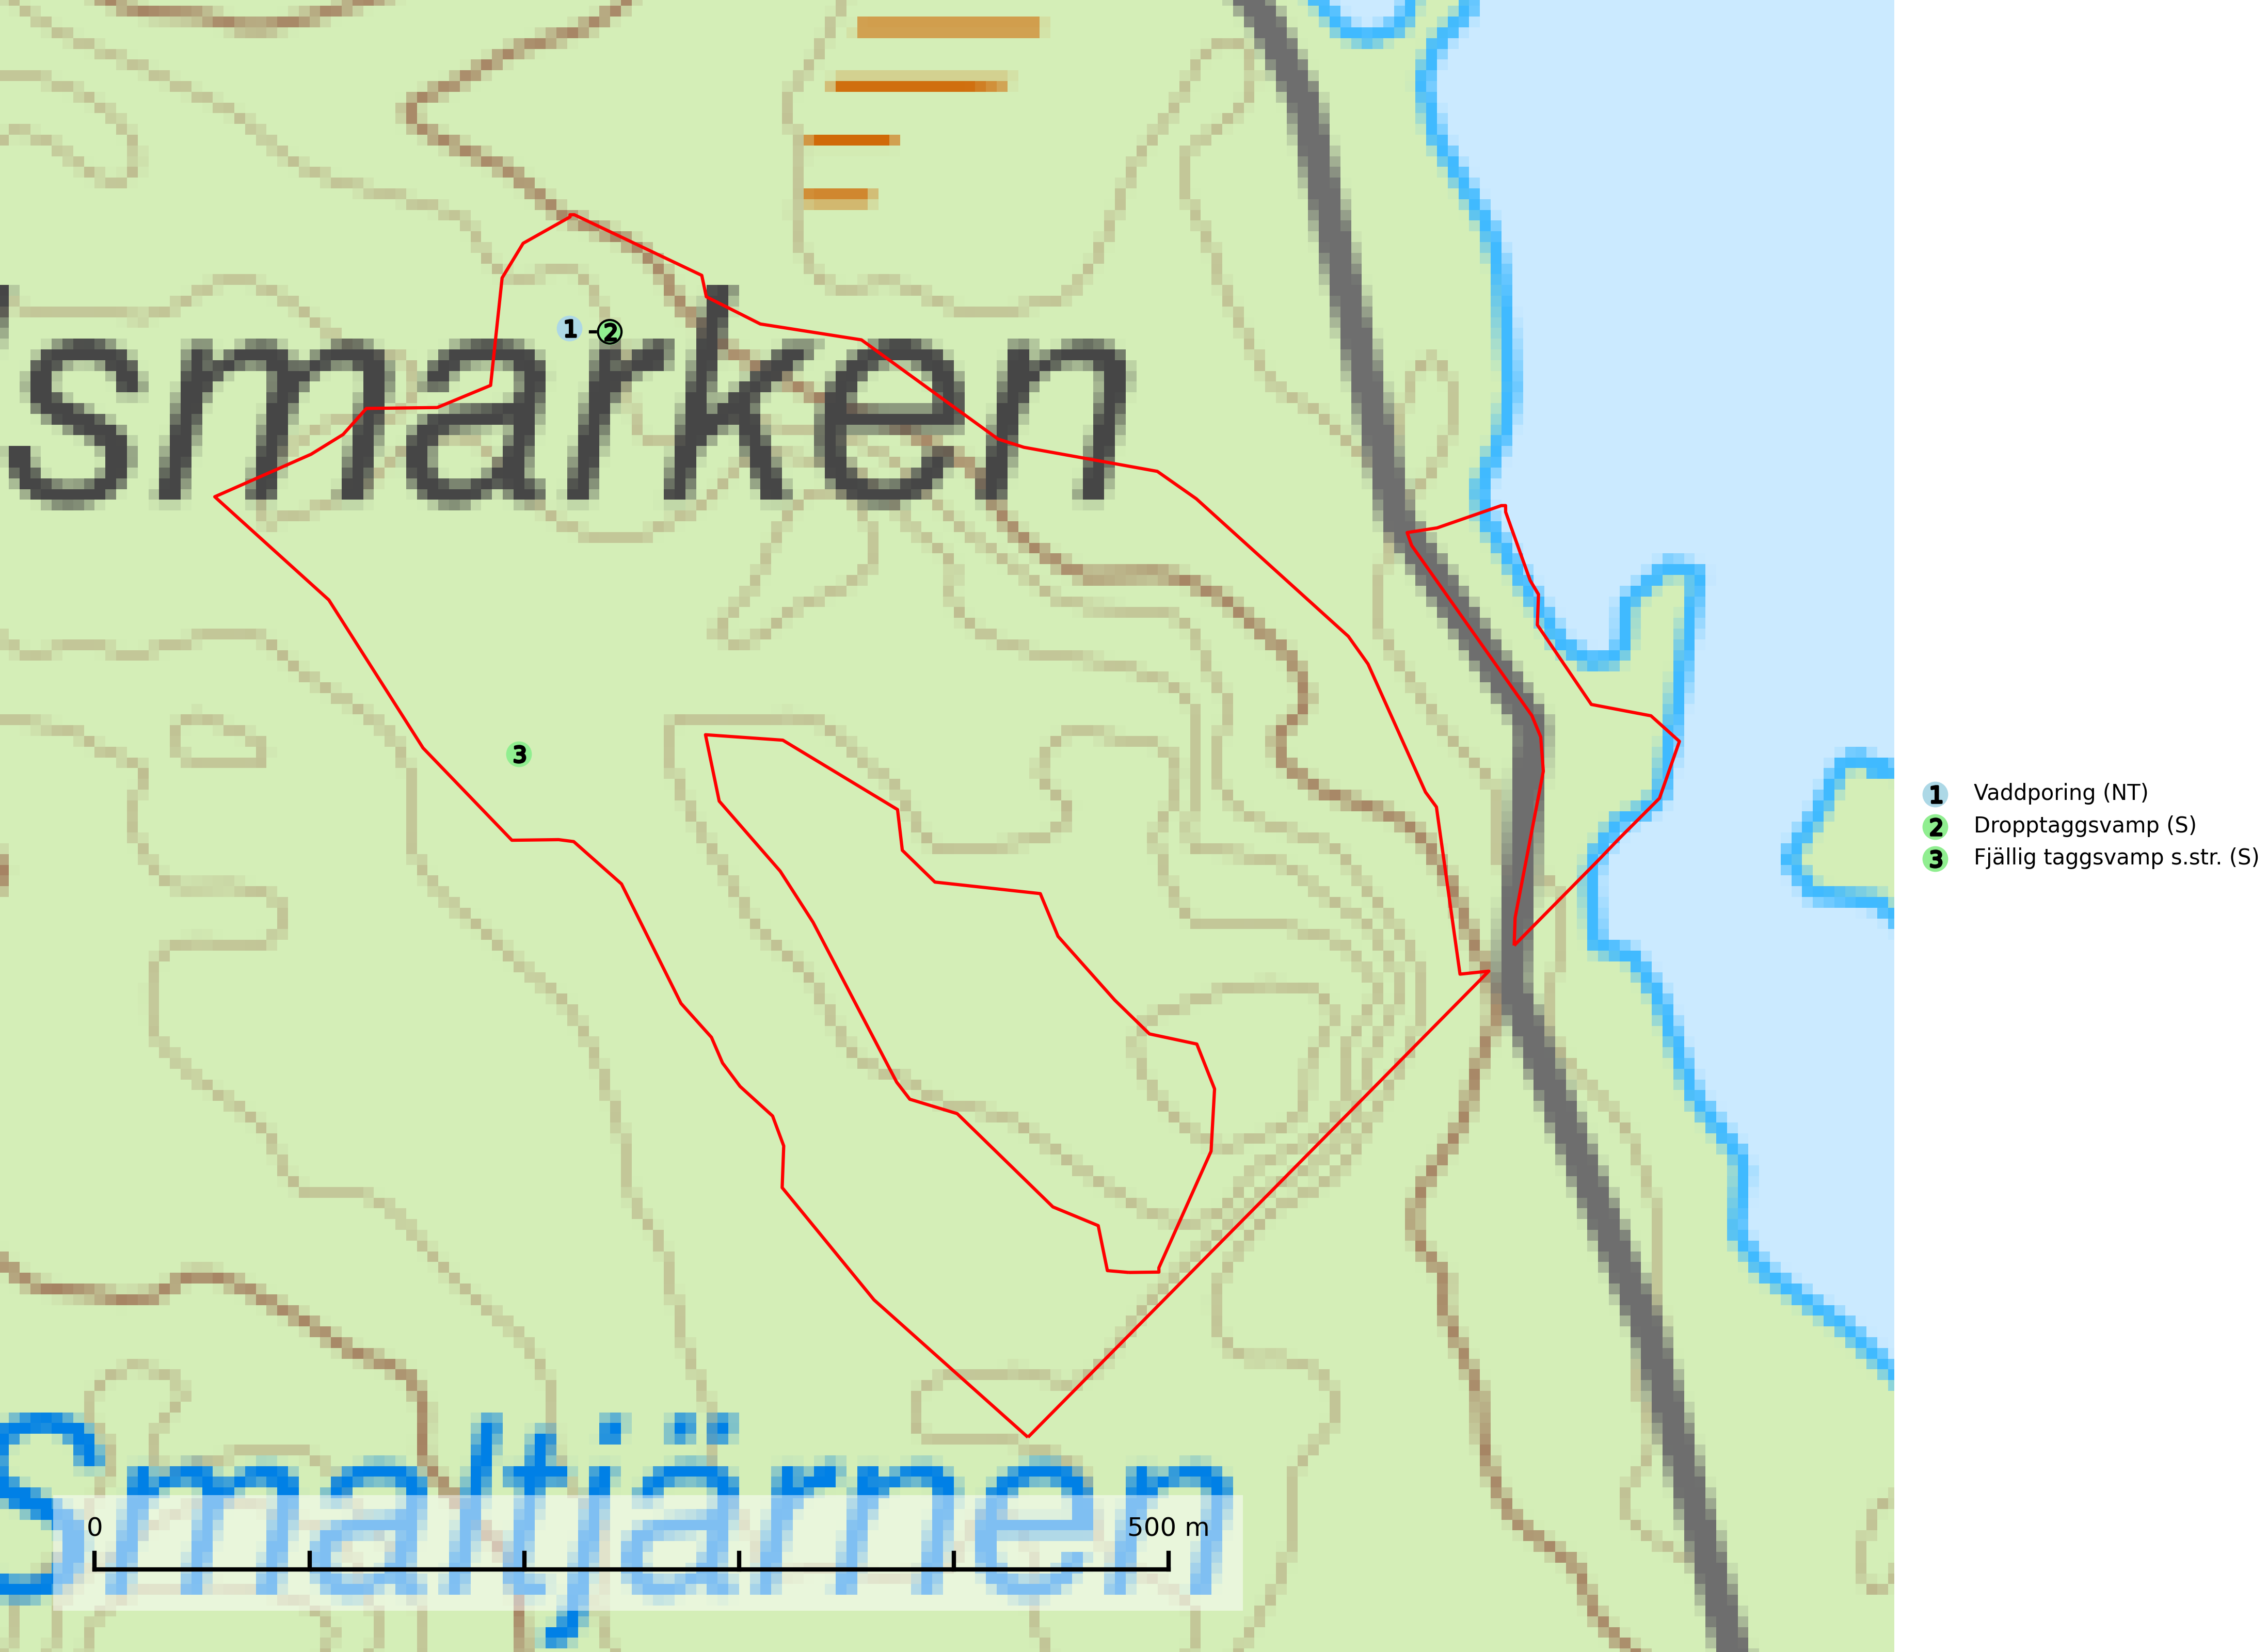 smarken
1
2
3
1 Vaddporing (NT)
2 Dropptaggsvamp (S)
3 Fjällig taggsvamp s.str. (S)
Smaltjärnen
0 500 m